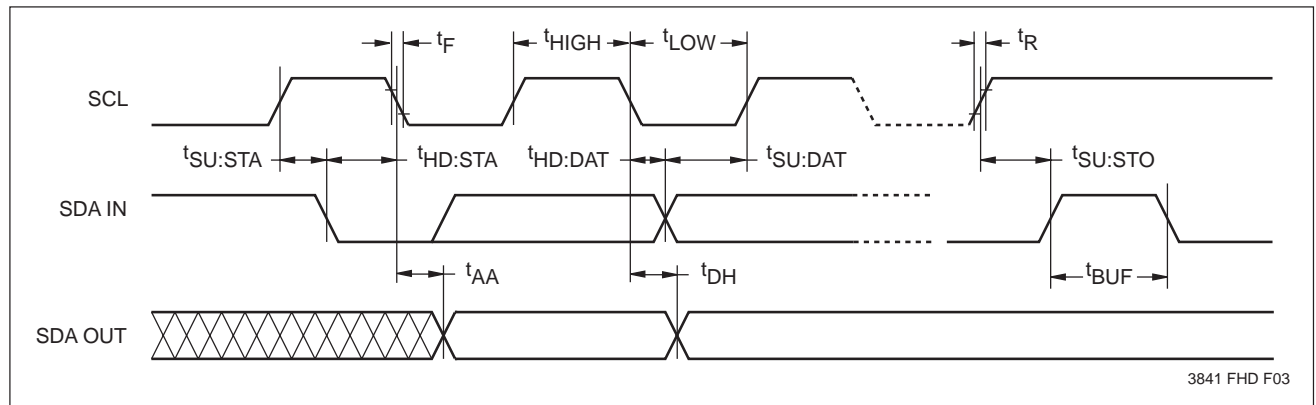 tF
tHIGH
tLOW
tR
SCL
tSU:STA
tHD:STA
tHD:DAT
tSU:DAT
tSU:STO
SDA IN
tAA
tDH
tBUF
SDA OUT
3841 FHD F03